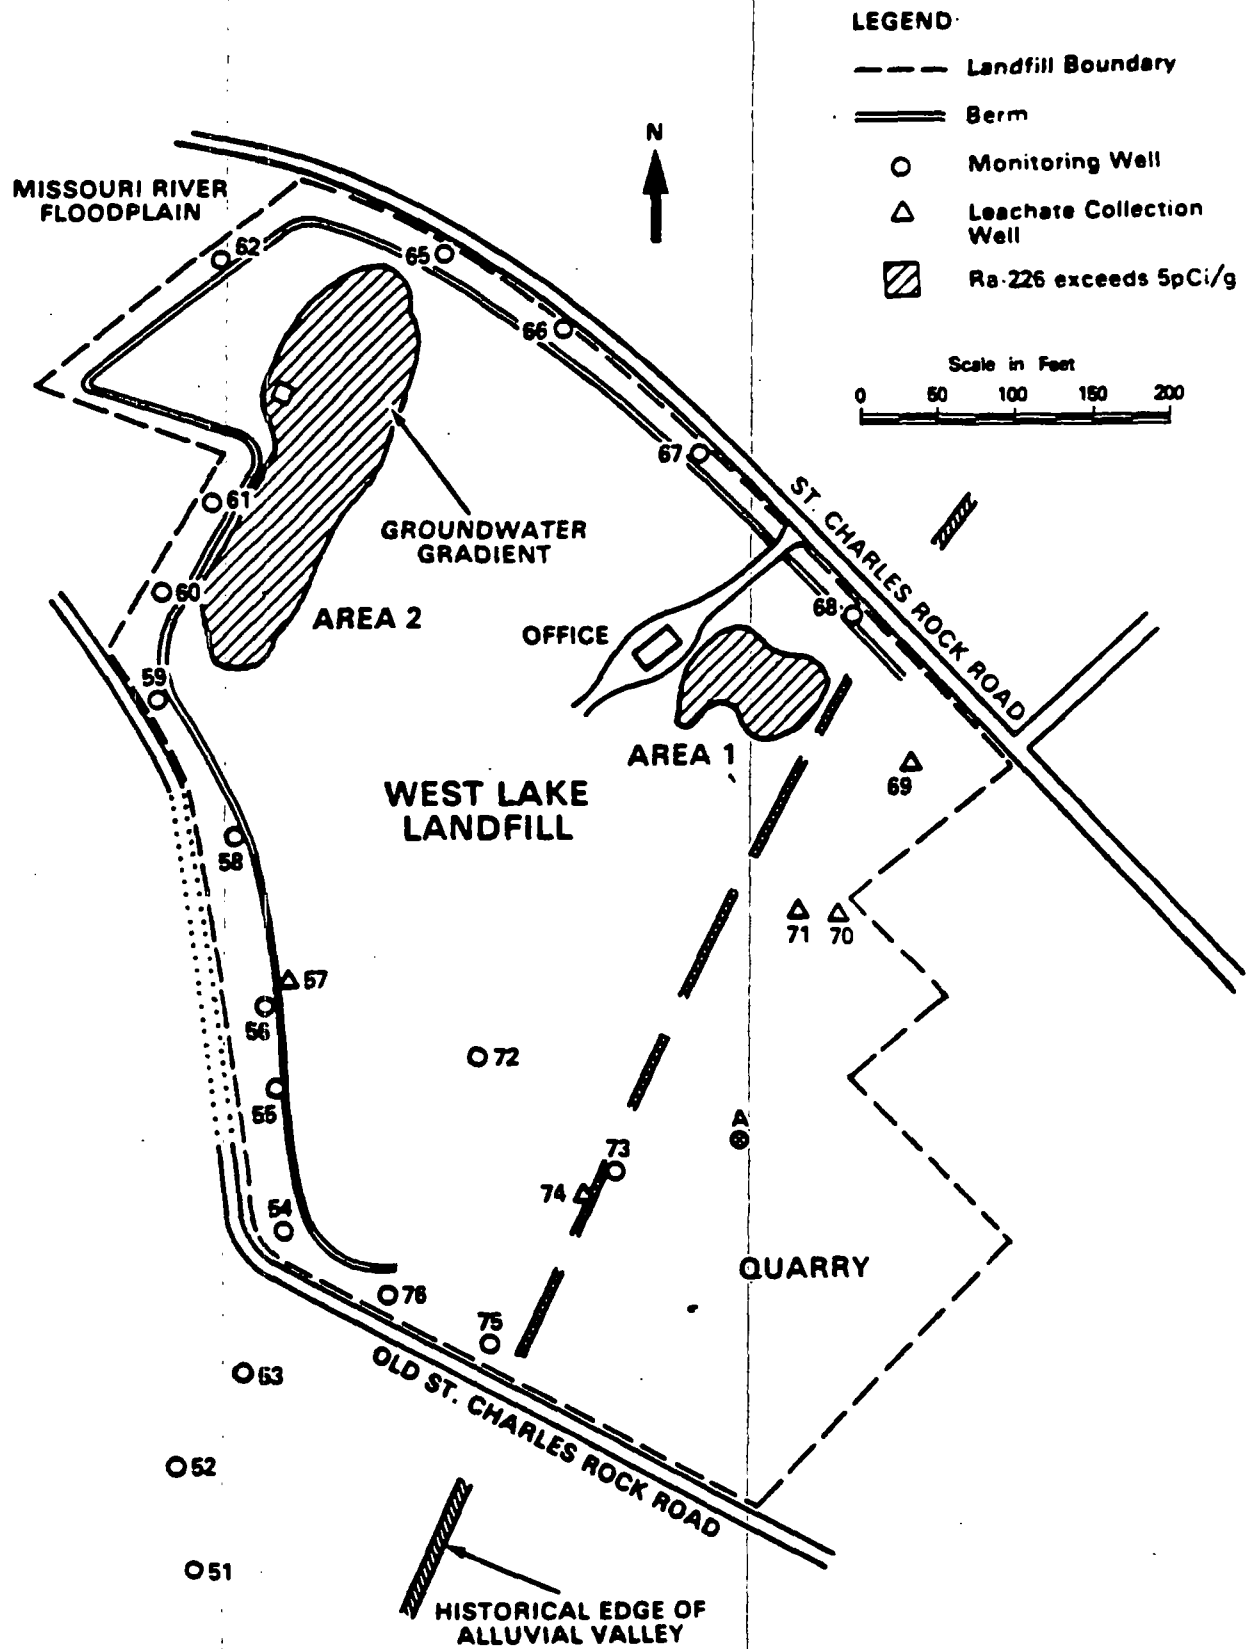 LEGEND
Landfill Boundary
Berm
Monitoring Well
Leachate Collection
Well
Ra-226 exceeds 5pCi/g
Scale in Feet
0 50 100 150 200
N
MISSOURI RIVER
FLOODPLAIN
62
65
66
67
61
60
59
68
GROUNDWATER
GRADIENT
AREA 2
OFFICE
ST. CHARLES ROCK ROAD
AREA 1
69
WEST LAKE
LANDFILL
58
71
70
57
56
72
55
A
73
74
54
QUARRY
76
75
53
OLD ST. CHARLES ROCK ROAD
52
51
HISTORICAL EDGE OF
ALLUVIAL VALLEY